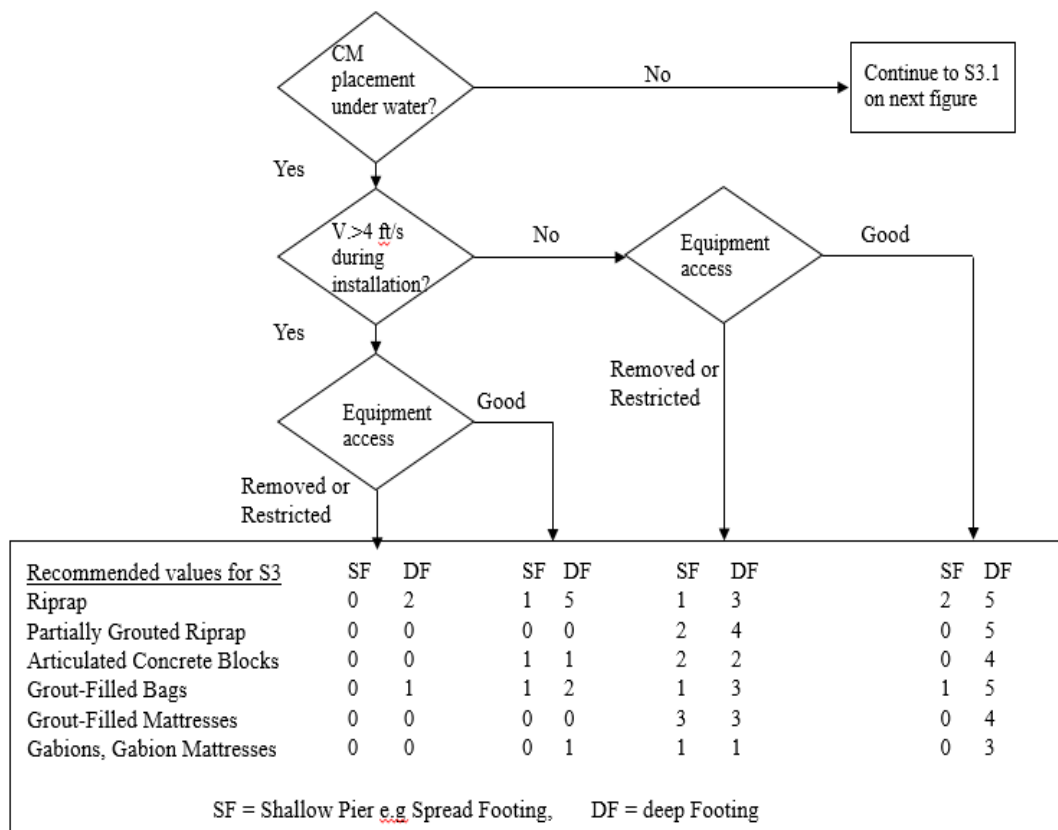 CM
placement
under water?
No
Continue to S3.1
on next figure
Yes
V.>4 ft/s
during
installation?
No
Equipment
access
Good
Yes
Removed or
Restricted
Equipment
access
Good
Removed or
Restricted
Recommended values for S3 SF DF SF DF SF DF SF DF
Riprap 0 2 1 5 1 3 2 5
Partially Grouted Riprap 0 0 0 0 2 4 0 5
Articulated Concrete Blocks 0 0 1 1 2 2 0 4
Grout-Filled Bags 0 1 1 2 1 3 1 5
Grout-Filled Mattresses 0 0 0 0 3 3 0 4
Gabions, Gabion Mattresses 0 0 0 1 1 1 0 3
SF = Shallow Pier e.g Spread Footing, DF = deep Footing